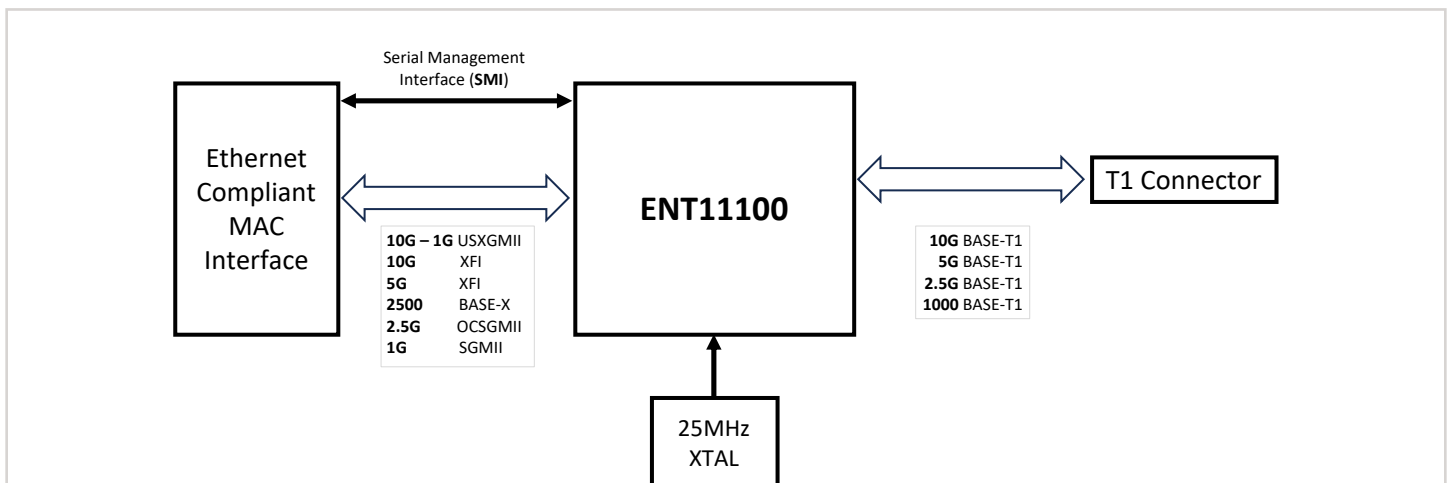 Serial Management
Interface (SMI)
Ethernet
Compliant
MAC
Interface
10G – 1G USXGMII
10G XFI
5G XFI
2500 BASE-X
2.5G OCSGMII
1G SGMII
ENT11100
10G BASE-T1
5G BASE-T1
2.5G BASE-T1
1000 BASE-T1
T1 Connector
25MHz
XTAL